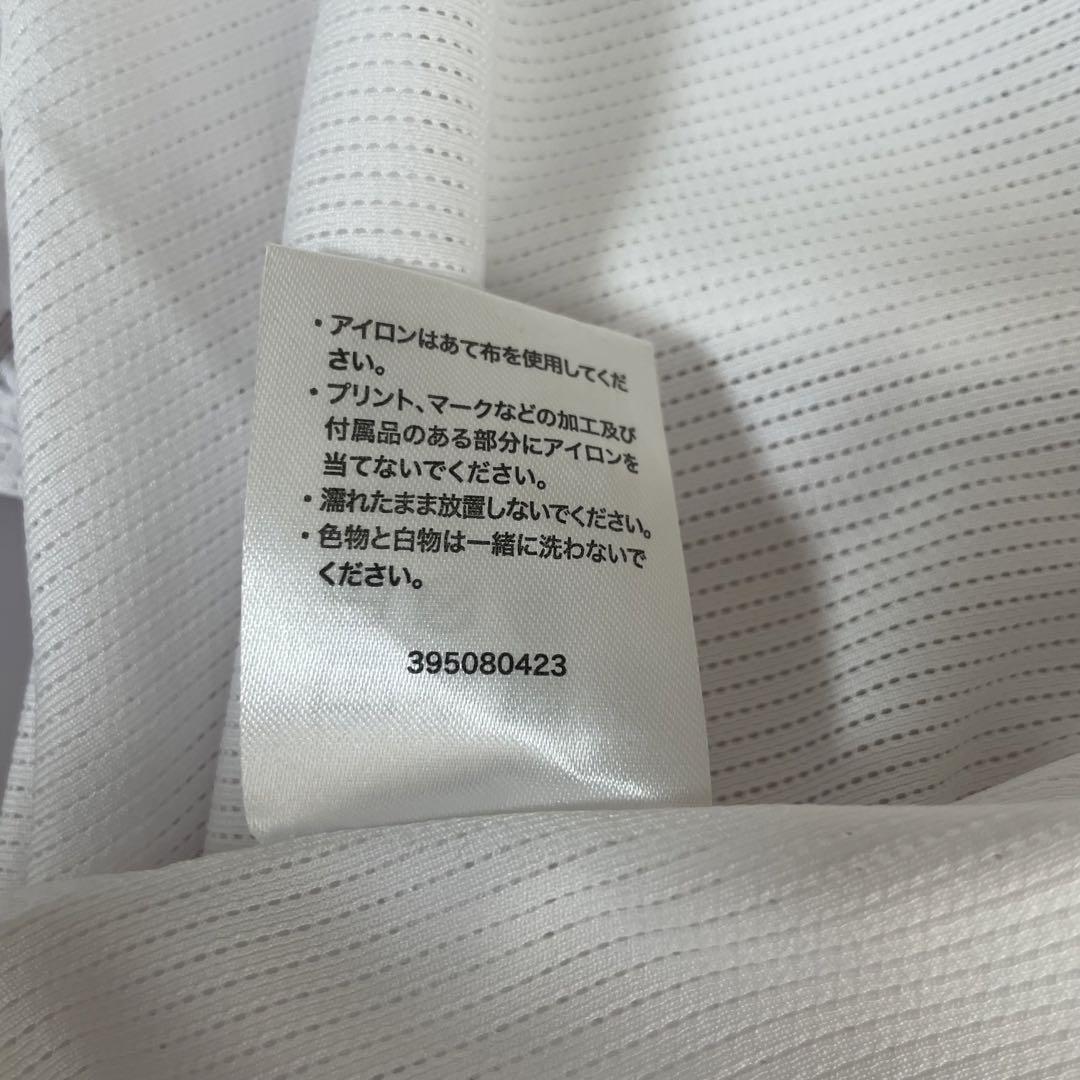 ・アイロンはあて布を使用してくだ
さい。
・プリント、マークなどの加工及び
付属品のある部分にアイロンを
当てないでください。
・濡れたまま放置しないでください。
・色物と白物は一緒に洗わないで
ください。
395080423